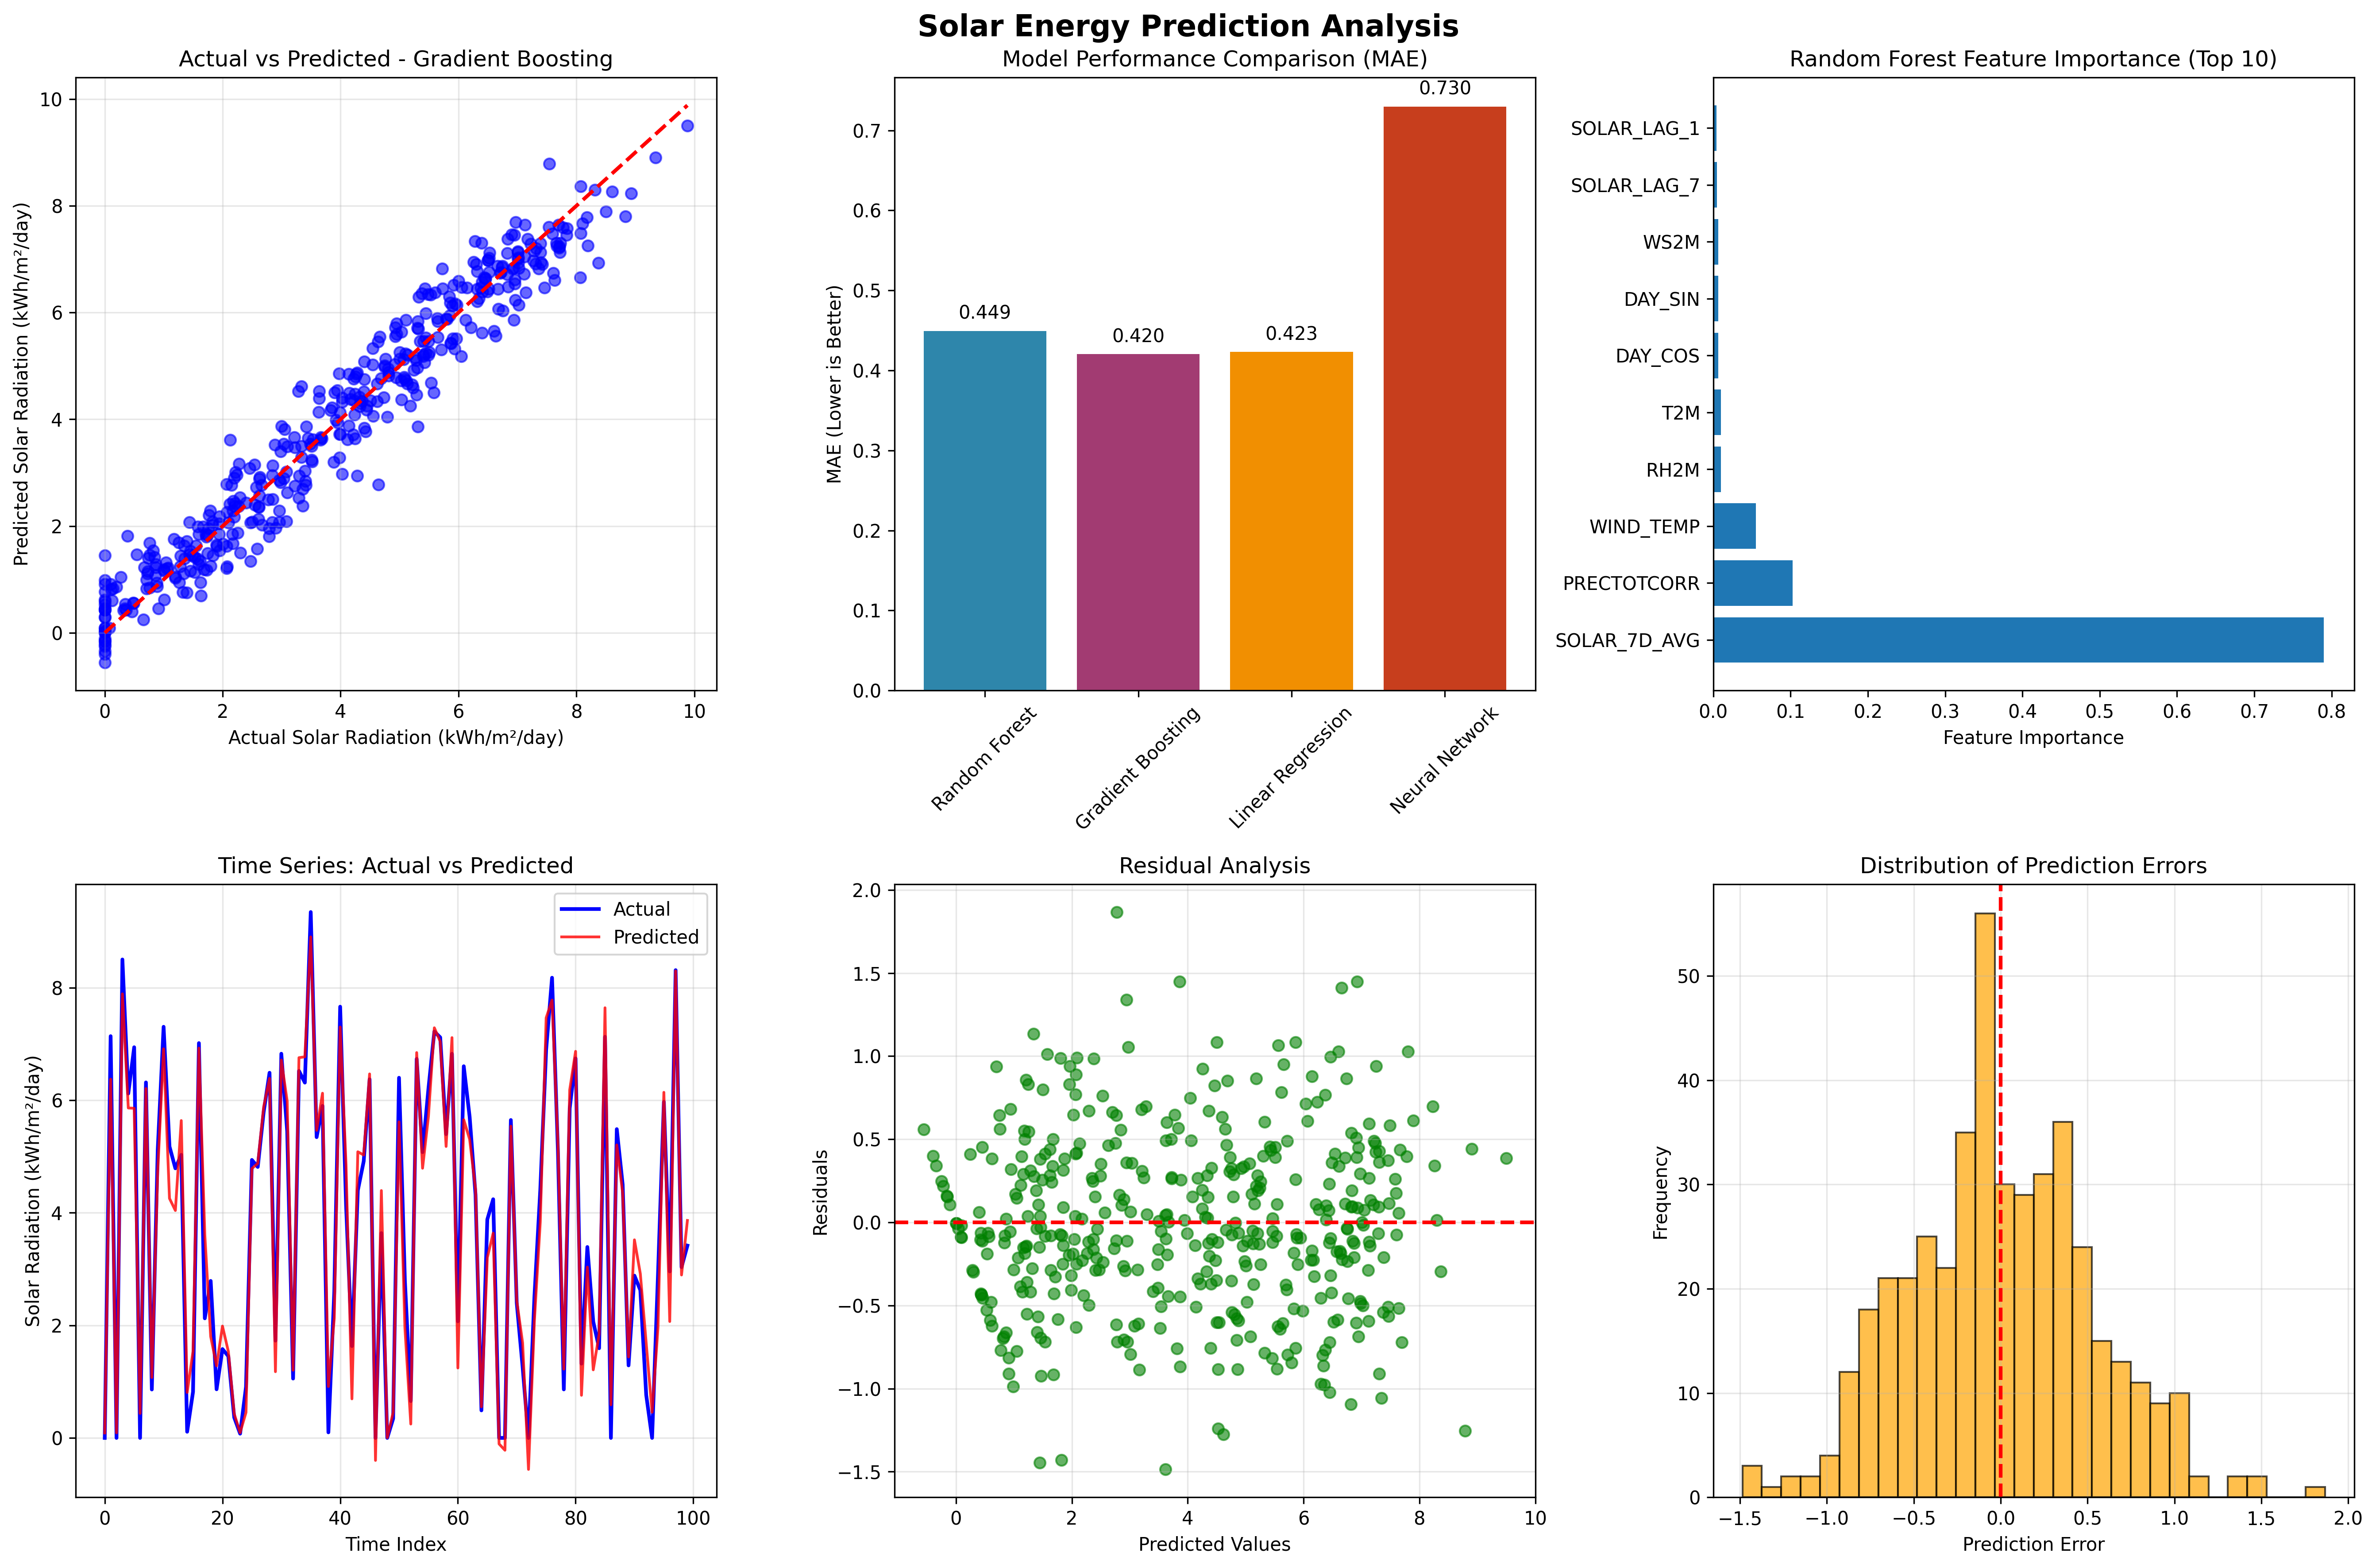 Solar Energy Prediction Analysis
Actual vs Predicted - Gradient Boosting
10
8
6
4
2
0
Predicted Solar Radiation (kWh/m²/day)
0 2 4 6 8 10
Actual Solar Radiation (kWh/m²/day)
Model Performance Comparison (MAE)
0.7
0.6
0.5
0.4
0.3
0.2
0.1
0.0
MAE (Lower is Better)
0.449
0.420
0.423
0.730
Random Forest
Gradient Boosting
Linear Regression
Neural Network
Random Forest Feature Importance (Top 10)
SOLAR_LAG_1
SOLAR_LAG_7
WS2M
DAY_SIN
DAY_COS
T2M
RH2M
WIND_TEMP
PRECTOTCORR
SOLAR_7D_AVG
0.0 0.1 0.2 0.3 0.4 0.5 0.6 0.7 0.8
Feature Importance
Time Series: Actual vs Predicted
Actual
Predicted
8
6
4
2
0
Solar Radiation (kWh/m²/day)
0 20 40 60 80 100
Time Index
Residual Analysis
2.0
1.5
1.0
0.5
0.0
−0.5
−1.0
−1.5
Residuals
0 2 4 6 8 10
Predicted Values
Distribution of Prediction Errors
50
40
30
20
10
0
Frequency
−1.5 −1.0 −0.5 0.0 0.5 1.0 1.5 2.0
Prediction Error